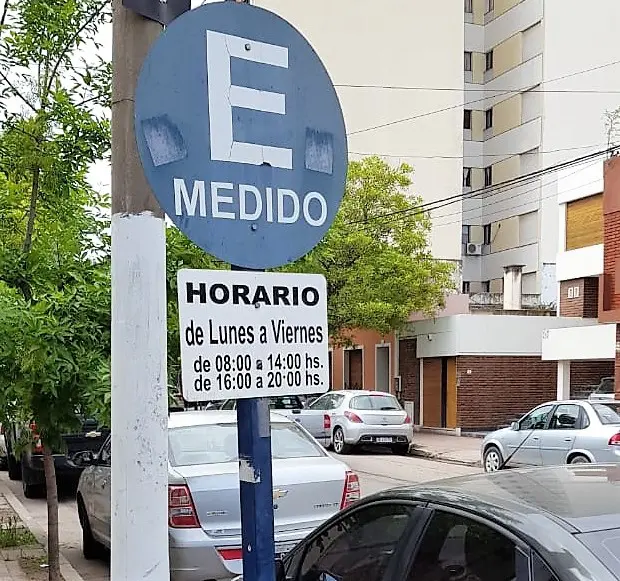 E
MEDIDO
HORARIO
de Lunes a Viernes
de 08:00 a 14:00 hs.
de 16:00 a 20:00 hs.